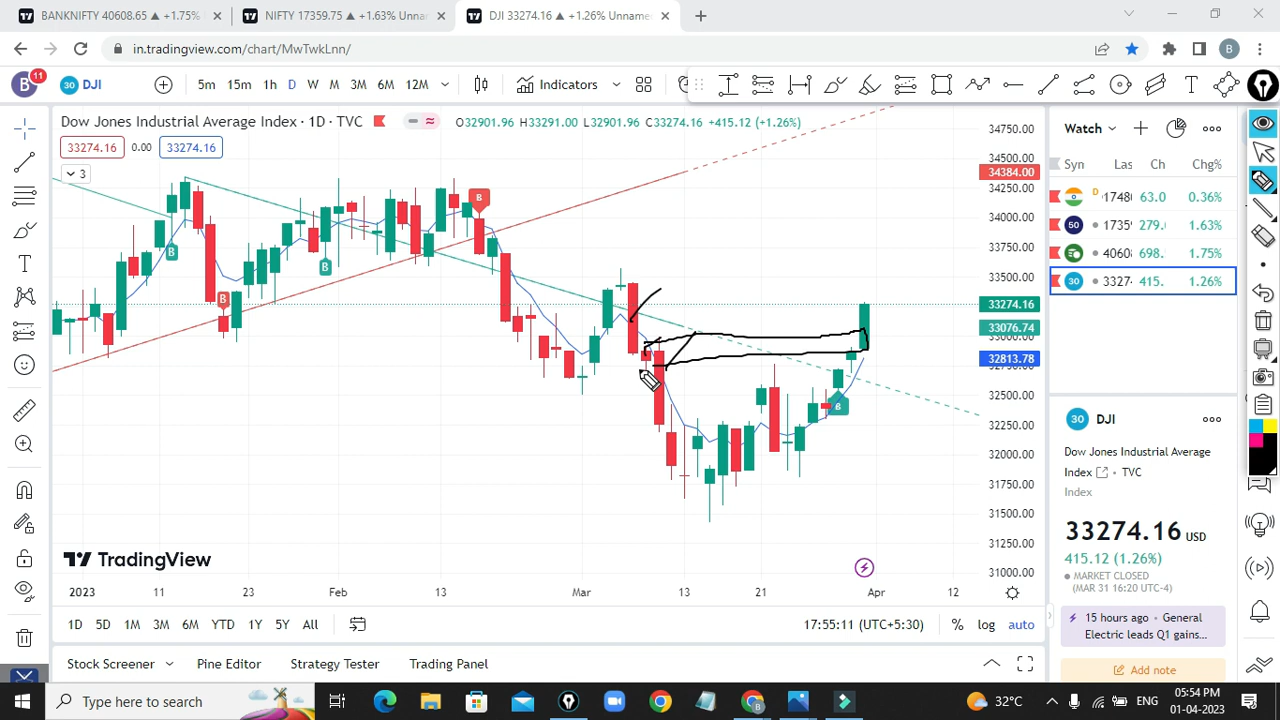 BANKNIFTY 40608.65 ▲ +1.75%
NIFTY 17359.75 ▲ +1.63% Unna
DJI 33274.16 ▲ +1.26% Unname
in.tradingview.com/chart/MwTwkLnn/
B
B 11
30 DJI
5m 15m 1h D W M 3M 6M 12M
Indicators
Dow Jones Industrial Average Index · 1D · TVC
O32901.96 H33291.00 L32901.96 C33274.16 +415.12 (+1.26%)
33274.16 0.00 33274.16
3
B
B
B
B
B
34750.00
34500.00
34384.00
34250.00
34000.00
33750.00
33500.00
33274.16
33076.74
33000.00
32813.78
32500.00
32250.00
32000.00
31750.00
31500.00
31250.00
31000.00
TradingView
2023 11 23 Feb 13 Mar 13 21 Apr 12
1D 5D 1M 3M 6M YTD 1Y 5Y All
17:55:11 (UTC+5:30) % log auto
Stock Screener Pine Editor Strategy Tester Trading Panel
Watch
Syn Las Ch Chg%
D 1748 63.0 0.36%
50 1735 279. 1.63%
4060 698. 1.75%
30 3327 415. 1.26%
30 DJI
Dow Jones Industrial Average
Index TVC
Index
33274.16 USD
415.12 (1.26%)
MARKET CLOSED
(MAR 31 16:20 UTC-4)
15 hours ago • General
Electric leads Q1 gains...
Add note
Type here to search
32°C
ENG
05:54 PM
01-04-2023